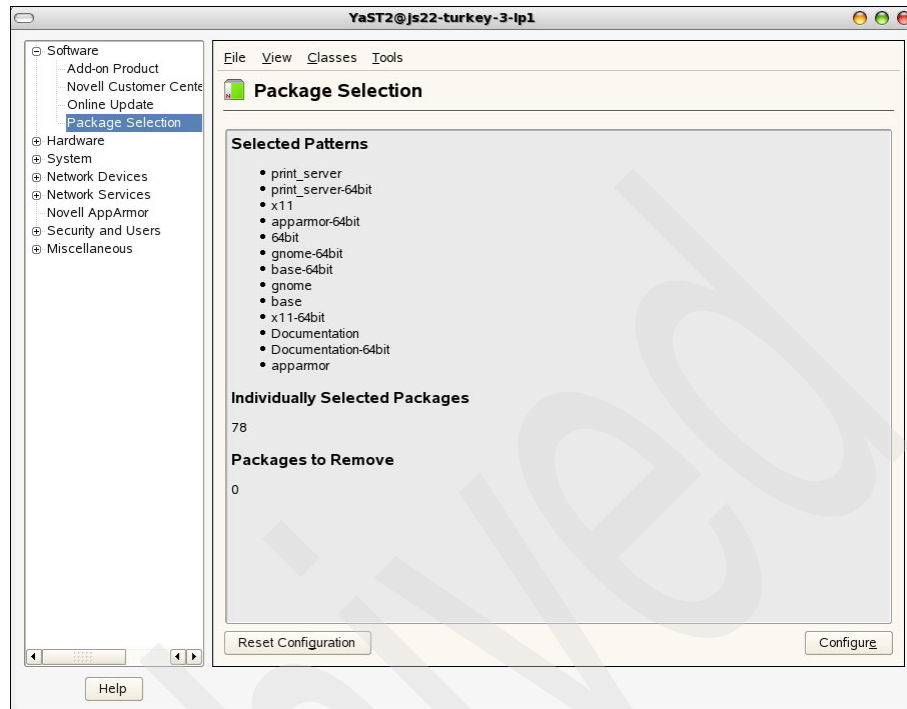 YaST2@js22-turkey-3-lp1
Software
Add-on Product
Novell Customer Cente
Online Update
Package Selection
Hardware
System
Network Devices
Network Services
Novell AppArmor
Security and Users
Miscellaneous
File View Classes Tools
Package Selection
Selected Patterns
• print_server
• print_server-64bit
• x11
• apparmor-64bit
• 64bit
• gnome-64bit
• base-64bit
• gnome
• base
• x11-64bit
• Documentation
• Documentation-64bit
• apparmor
Individually Selected Packages
78
Packages to Remove
0
Reset Configuration
Configure
Help